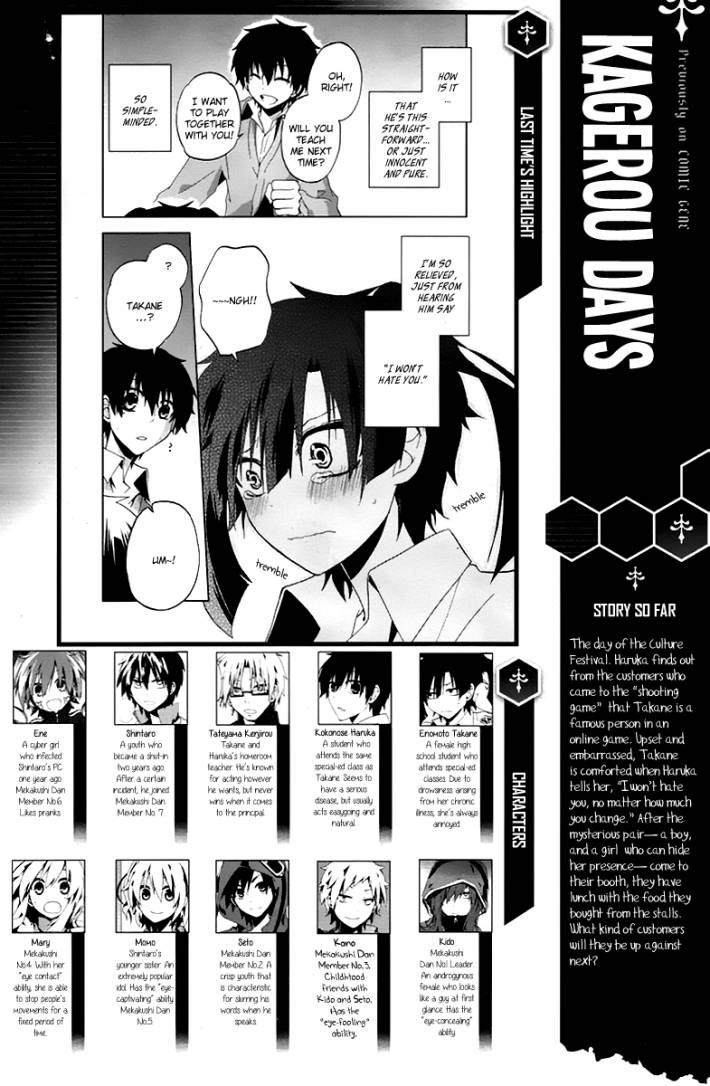 Previously on COMIC GENE
KAGEROU DAYS
LAST TIME'S HIGHLIGHT
HOW
IS IT
...
THAT
HE'S THIS
STRAIGHT-
FORWARD...
OR JUST
INNOCENT
AND PURE.
OH,
RIGHT!
WILL YOU
TEACH
ME NEXT
TIME?
I WANT
TO PLAY
TOGETHER
WITH YOU!
SO
SIMPLE-
MINDED.
I'M SO
RELIEVED,
JUST FROM
HEARING
HIM SAY
"I WON'T
HATE YOU."
~~~NGH!!
tremble
tremble
?
TAKANE
...?
?
UM~!
STORY SO FAR
The day of the Culture
Festival. Haruka finds out
from the customers who
came to the "shooting
game" that Takane is a
famous person in an
online game. Upset and
embarrassed, Takane
is comforted when Haruka
tells her, "I won't hate
you, no matter how much
you change." After the
mysterious pair— a boy,
and a girl who can hide
her presence— come to
their booth, they have
lunch with the food they
bought from the stalls.
What kind of customers
will they be up against
next?
CHARACTERS
Ene
A cyber girl
who infected
Shintaro's PC
one year ago.
Mekakushi Dan
Member No.6
Likes pranks
Shintaro
A youth who
became a shut-in
two years ago.
After a certain
incident, he joined
Mekakushi Dan
Member No. 7
Tateyama Kenjirou
Takane and
Haruka's homeroom
teacher. He's known
for acting however
he wants, but never
wins when it comes
to the principal.
Kokonose Haruka
A student who
attends the same
special-ed class as
Takane. Seems to
have a serious
disease, but usually
acts easygoing and
natural.
Enomoto Takane
A female high
school student who
attends special-ed
classes. Due to
drowsiness arising
from her chronic
illness, she's always
annoyed.
Mary
Mekakushi
No.4. With her
"eye contact"
ability, she is
able to stop people's
movements for a
fixed period of
time.
Momo
Shintaro's
younger sister. An
extremely popular
idol. Has the "eye-
captivating" ability.
Mekakushi Dan
No.5
Seto
Mekakushi Dan
Member No.2. A
crisp youth that
is characteristic
for slurring his
words when he
speaks.
Kano
Mekakushi Dan
Member No.3.
Childhood
friends with
Kido and Seto.
Has the
"eye-fooling"
ability.
Kido
Mekakushi
Dan No.1 Leader.
An androgynous
female who looks
like a guy at first
glance. Has the
"eye-concealing"
ability